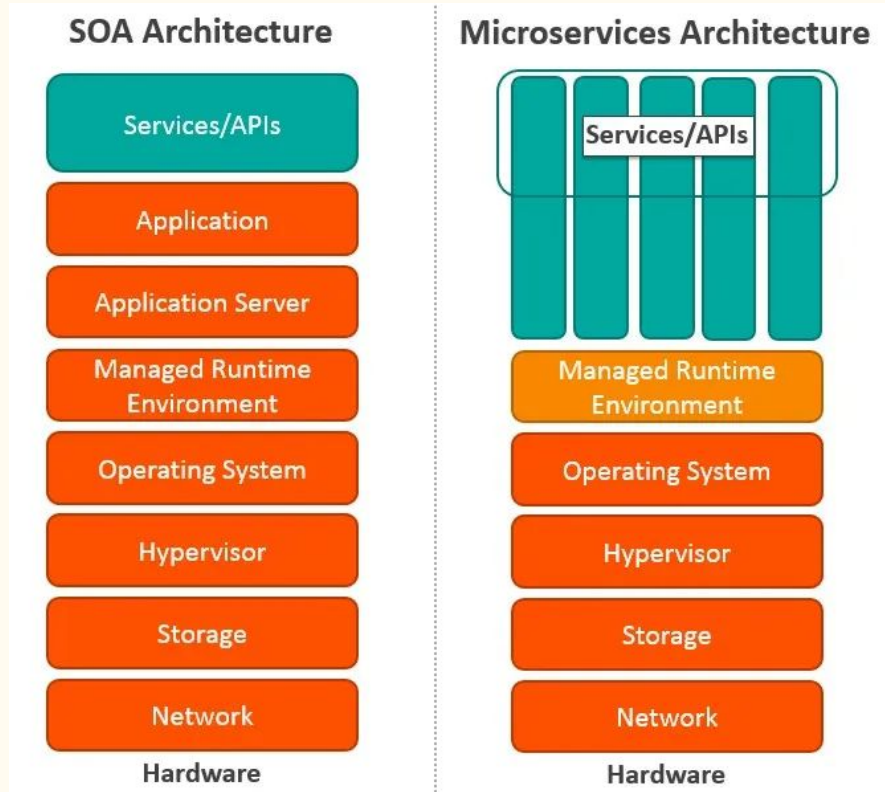 SOA Architecture
Services/APIs
Application
Application Server
Managed Runtime
Environment
Operating System
Hypervisor
Storage
Network
Hardware
Microservices Architecture
Services/APIs
Managed Runtime
Environment
Operating System
Hypervisor
Storage
Network
Hardware